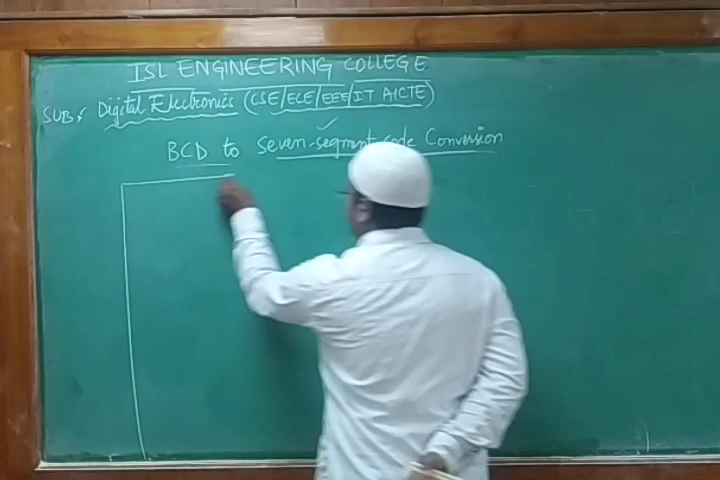 ISL ENGINEERING COLLEGE
SUB: Digital Electronics (CSE/ECE/EEE/IT AICTE)
BCD to Seven-segment code Conversion